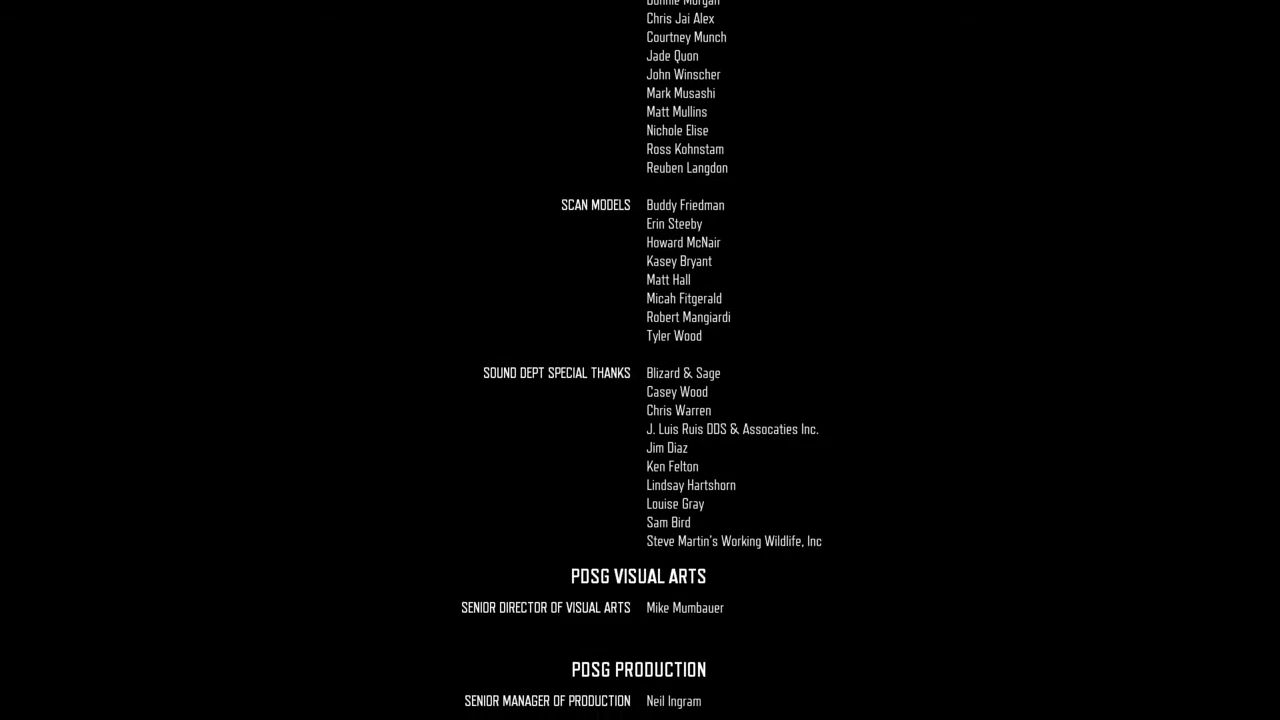 Bonnie Morgan
Chris Jai Alex
Courtney Munch
Jade Quon
John Winscher
Mark Musashi
Matt Mullins
Nichole Elise
Ross Kohnstam
Reuben Langdon
SCAN MODELS Buddy Friedman
Erin Steeby
Howard McNair
Kasey Bryant
Matt Hall
Micah Fitgerald
Robert Mangiardi
Tyler Wood
SOUND DEPT SPECIAL THANKS Blizard & Sage
Casey Wood
Chris Warren
J. Luis Ruis DDS & Assocaties Inc.
Jim Diaz
Ken Felton
Lindsay Hartshorn
Louise Gray
Sam Bird
Steve Martin's Working Wildlife, Inc
PDSG VISUAL ARTS
SENIOR DIRECTOR OF VISUAL ARTS Mike Mumbauer
PDSG PRODUCTION
SENIOR MANAGER OF PRODUCTION Neil Ingram